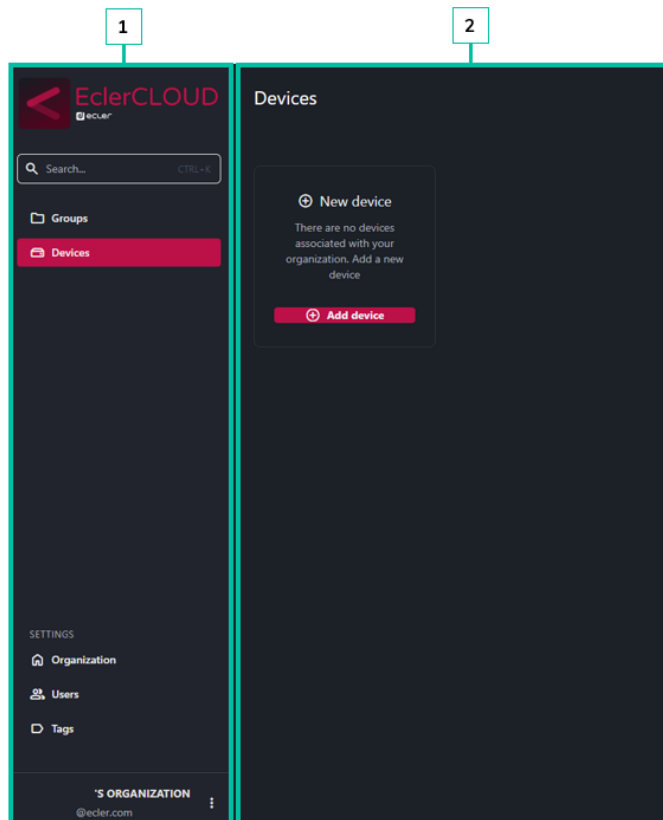 1
2
EclerCLOUD
ecler
Search...
CTRL+K
Groups
Devices
SETTINGS
Organization
Users
Tags
'S ORGANIZATION
@ecler.com
Devices
New device
There are no devices
associated with your
organization. Add a new
device
Add device